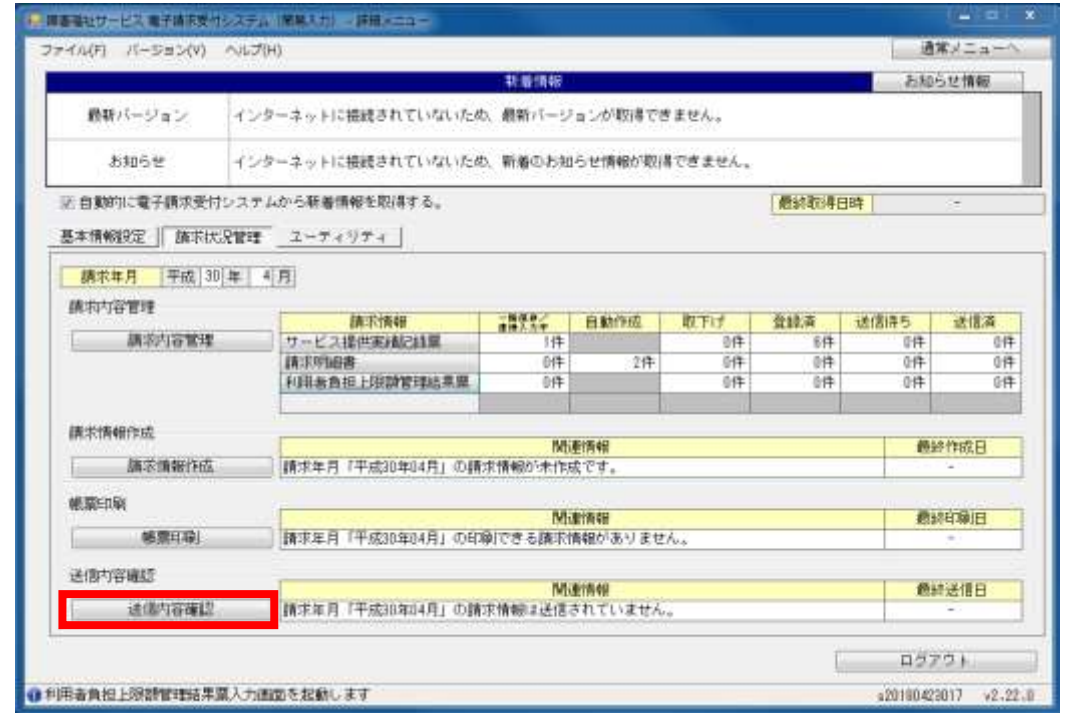 障害福祉サービス 電子請求受付システム (簡易入力) - 詳細メニュー
ファイル(F) バージョン(V) ヘルプ(H) 通常メニューへ
新着情報 お知らせ情報
最新バージョン インターネットに接続されていないため、最新バージョンが取得できません。
お知らせ インターネットに接続されていないため、新着のお知らせ情報が取得できません。
自動的に電子請求受付システムから新着情報を取得する。 最終取得日時 -
基本情報設定 請求状況管理 ユーティリティ
請求年月 平成 30 年 4 月
請求内容管理
請求情報 一時保存/直接入力中 自動作成 取下げ 登録済 送信待ち 送信済
請求内容管理 サービス提供実績記録票 1件 0件 6件 0件 0件
請求明細書 0件 2件 0件 0件 0件 0件
利用者負担上限額管理結果票 0件 0件 0件 0件 0件
請求情報作成
関連情報 最終作成日
請求情報作成 請求年月「平成30年04月」の請求情報が未作成です。 -
帳票印刷
関連情報 最終印刷日
帳票印刷 請求年月「平成30年04月」の印刷できる請求情報がありません。 -
送信内容確認
関連情報 最終送信日
送信内容確認 請求年月「平成30年04月」の請求情報は送信されていません。 -
ログアウト
利用者負担上限額管理結果票入力画面を起動します s20180423017 v2.22.0